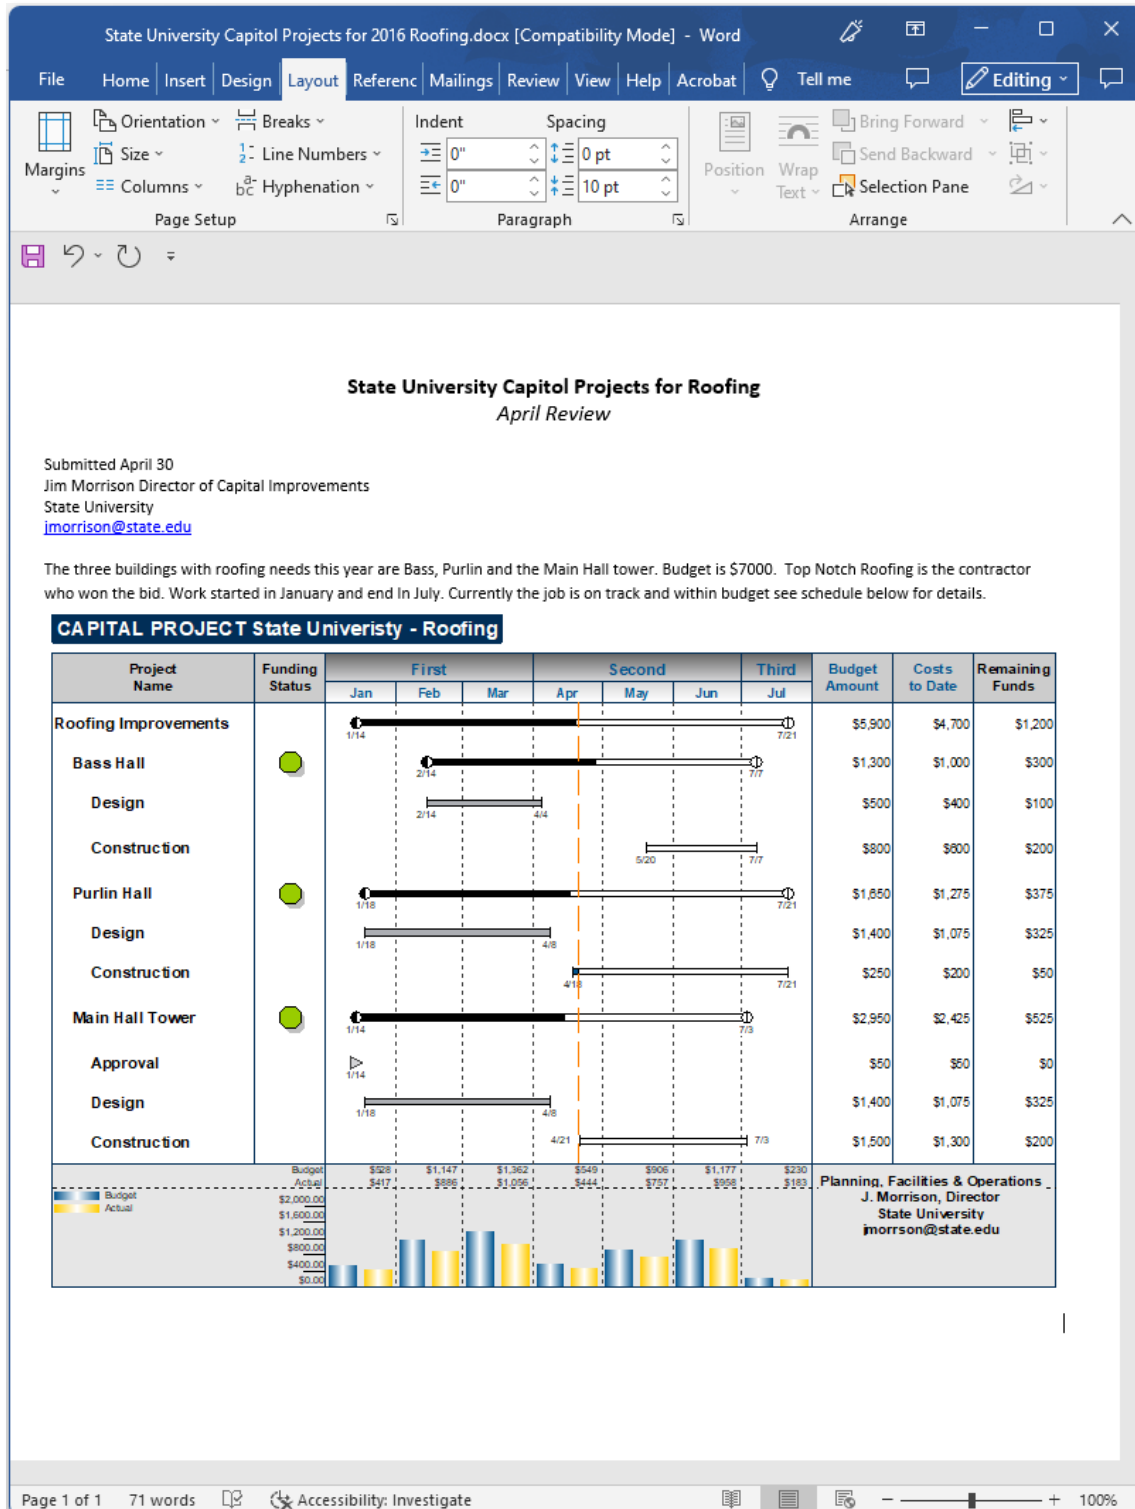 State University Capitol Projects for 2016 Roofing.docx [Compatibility Mode] - Word
File Home Insert Design Layout Referenc Mailings Review View Help Acrobat Tell me Editing
Margins
Orientation
Size
Columns
Breaks
Line Numbers
Hyphenation
Page Setup
Indent Spacing
0" 0 pt
0" 10 pt
Paragraph
Position
Wrap
Text
Bring Forward
Send Backward
Selection Pane
Arrange
State University Capitol Projects for Roofing
April Review
Submitted April 30
Jim Morrison Director of Capital Improvements
State University
jmorrison@state.edu
The three buildings with roofing needs this year are Bass, Purlin and the Main Hall tower. Budget is $7000. Top Notch Roofing is the contractor
who won the bid. Work started in January and end In July. Currently the job is on track and within budget see schedule below for details.
CAPITAL PROJECT State Univeristy - Roofing
Project Name Funding Status First Second Third Budget Amount Costs to Date Remaining Funds
Jan Feb Mar Apr May Jun Jul
Roofing Improvements 1/14 7/21 $5,900 $4,700 $1,200
Bass Hall 2/14 7/7 $1,300 $1,000 $300
Design 2/14 4/4 $500 $400 $100
Construction 5/20 7/7 $800 $600 $200
Purlin Hall 1/18 7/21 $1,650 $1,275 $375
Design 1/18 4/8 $1,400 $1,075 $325
Construction 4/18 7/21 $250 $200 $50
Main Hall Tower 1/14 7/3 $2,950 $2,425 $525
Approval 1/14 $50 $50 $0
Design 1/18 4/8 $1,400 $1,075 $325
Construction 4/21 7/3 $1,500 $1,300 $200
Budget $528 $1,147 $1,362 $549 $906 $1,177 $230
Actual $417 $886 $1,056 $444 $757 $958 $183
Budget
Actual
$2,000.00
$1,600.00
$1,200.00
$800.00
$400.00
$0.00
Planning, Facilities & Operations
J. Morrison, Director
State University
jmorrson@state.edu
Page 1 of 1 71 words Accessibility: Investigate 100%